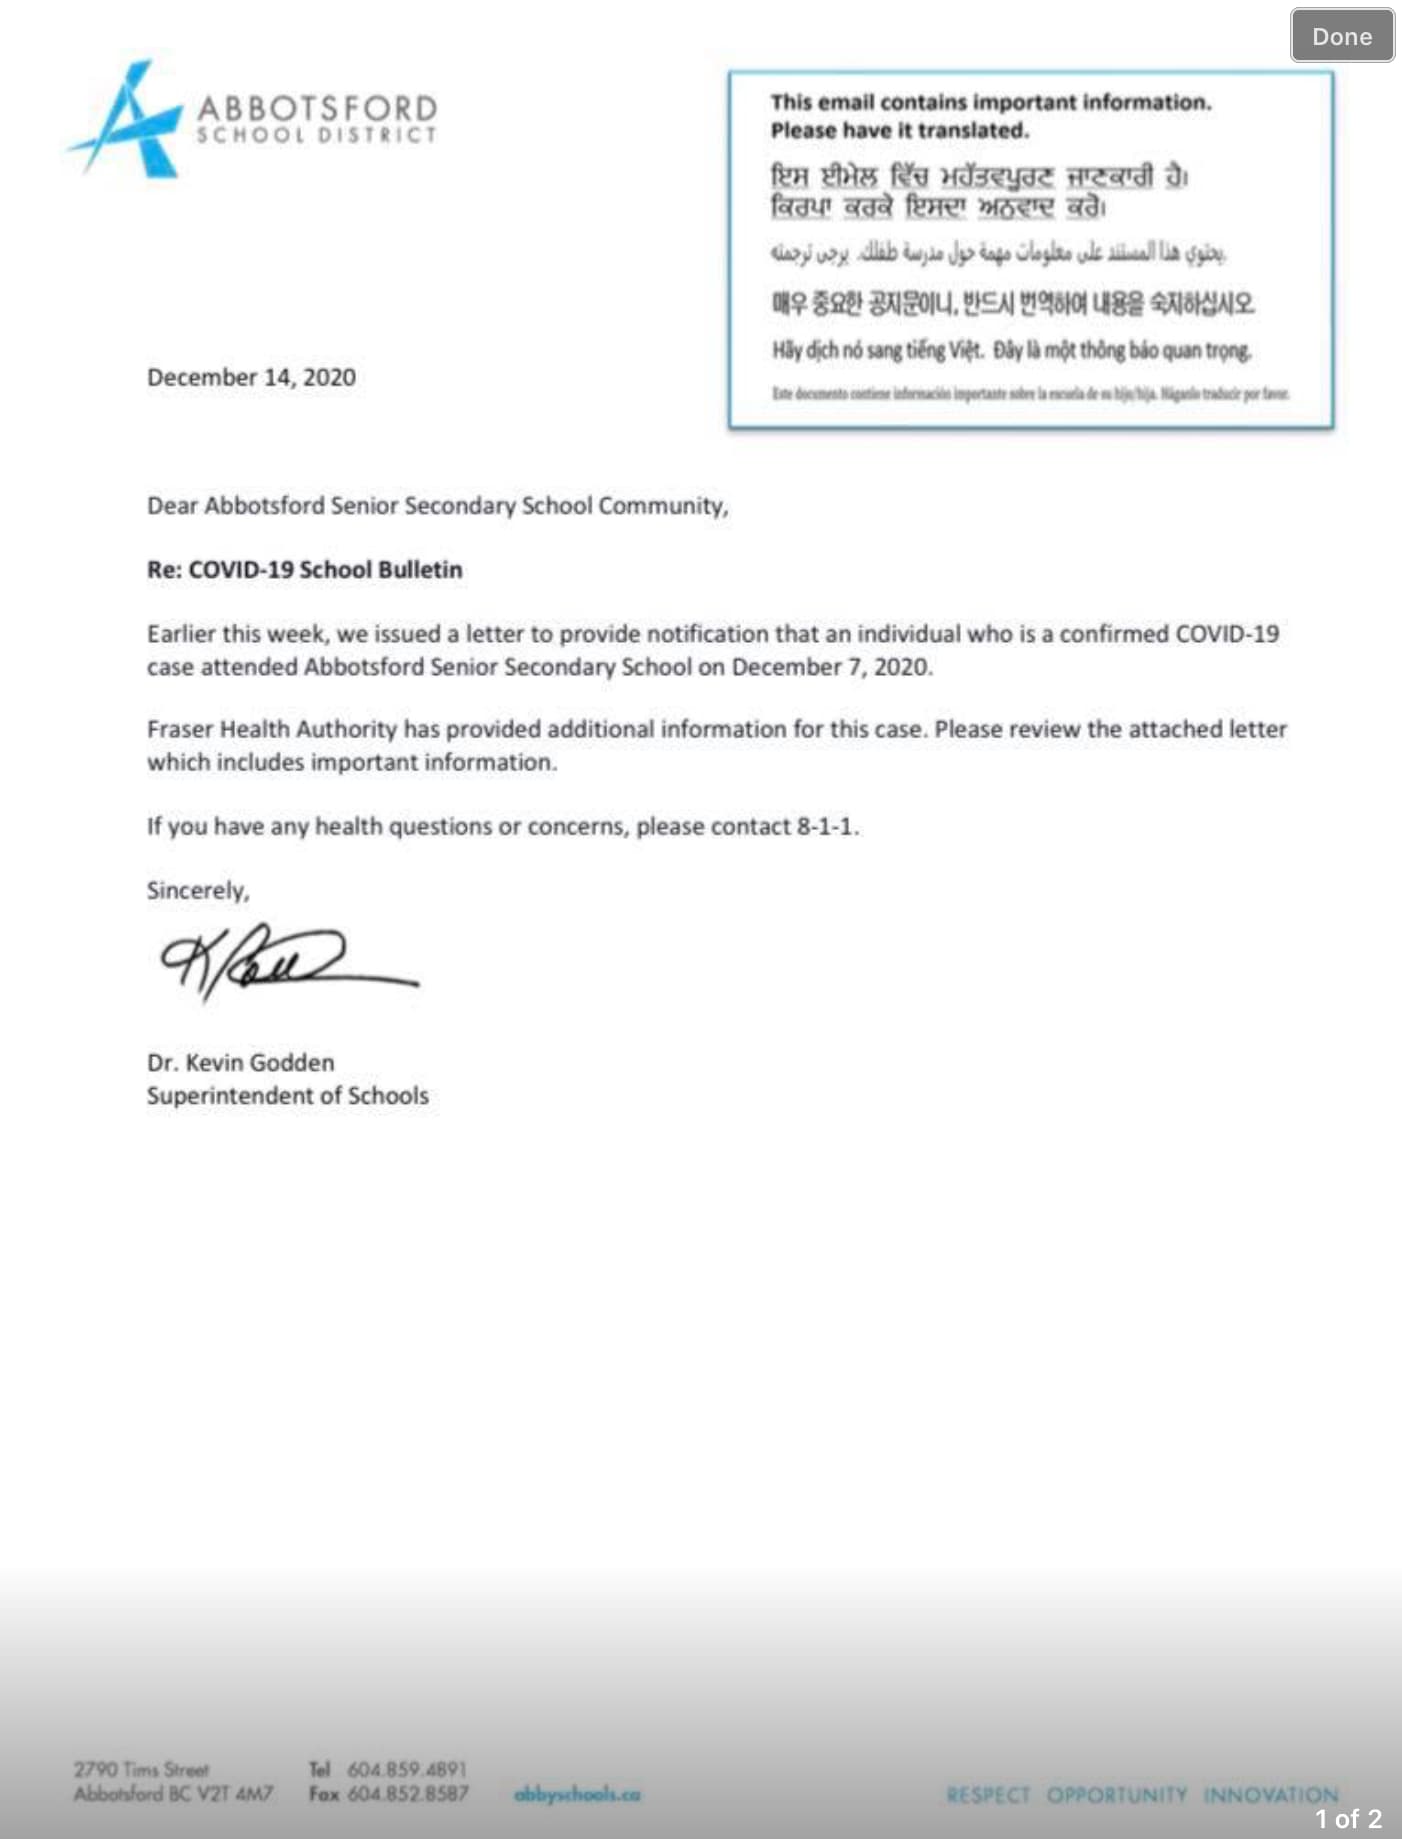 Done
ABBOTSFORD
SCHOOL DISTRICT
This email contains important information.
Please have it translated.
ਇਸ ਈਮੇਲ ਵਿੱਚ ਮਹੱਤਵਪੂਰਣ ਜਾਣਕਾਰੀ ਹੈ।
ਕਿਰਪਾ ਕਰਕੇ ਇਸਦਾ ਅਨੁਵਾਦ ਕਰੋ।
يحتوي هذا المستند على معلومات مهمة حول مدرسة طفلك. يرجى ترجمته
매우 중요한 공지문이니, 반드시 번역하여 내용을 숙지하십시오
Hãy dịch nó sang tiếng Việt. Đây là một thông báo quan trọng.
Este documento contiene información importante sobre la escuela de su hijo/hija. Háganlo traducir por favor.
December 14, 2020
Dear Abbotsford Senior Secondary School Community,
Re: COVID-19 School Bulletin
Earlier this week, we issued a letter to provide notification that an individual who is a confirmed COVID-19
case attended Abbotsford Senior Secondary School on December 7, 2020.
Fraser Health Authority has provided additional information for this case. Please review the attached letter
which includes important information.
If you have any health questions or concerns, please contact 8-1-1.
Sincerely,
Dr. Kevin Godden
Superintendent of Schools
2790 Tims Street
Abbotsford BC V2T 4M7
Tel 604.859.4891
Fax 604.852.8587
abbyschools.ca
RESPECT OPPORTUNITY INNOVATION
1 of 2